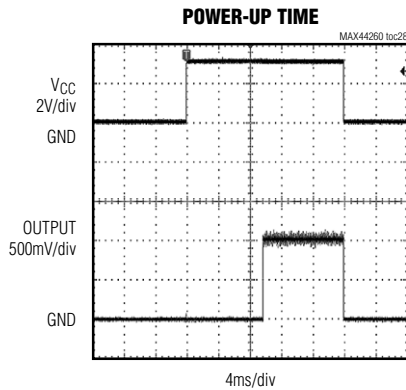 POWER-UP TIME
MAX44260 toc28
T
VCC
2V/div
GND
OUTPUT
500mV/div
GND
4ms/div